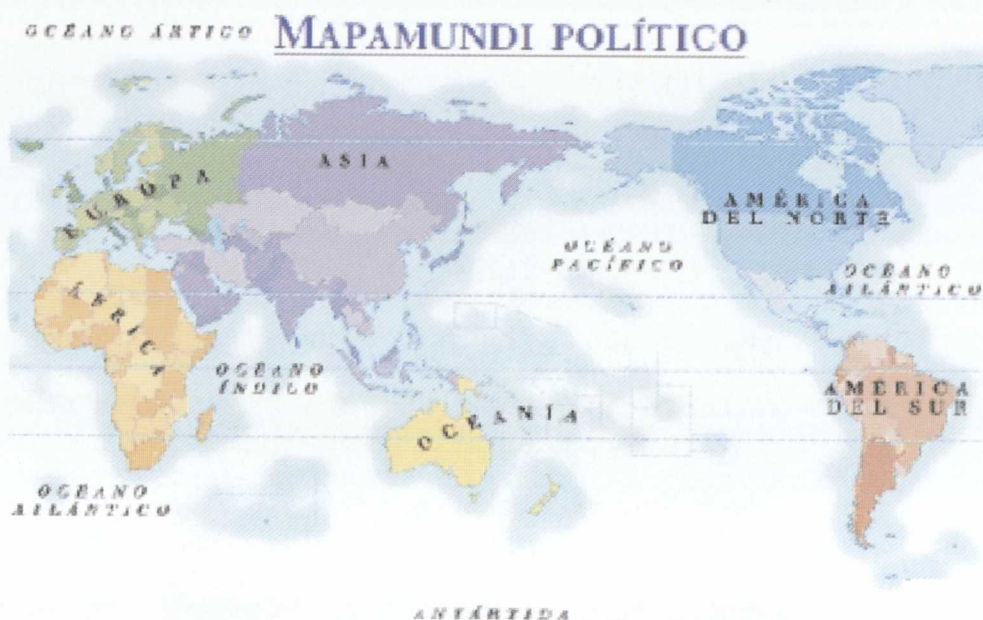 OCÉANO ÁRTICO
MAPAMUNDI POLÍTICO
ASIA
EUROPA
AMÉRICA
DEL NORTE
OCÉANO
PACÍFICO
OCÉANO
ATLÁNTICO
ÁFRICA
OCÉANO
ÍNDICO
AMÉRICA
DEL SUR
OCEANÍA
OCÉANO
ATLÁNTICO
ANTÁRTIDA